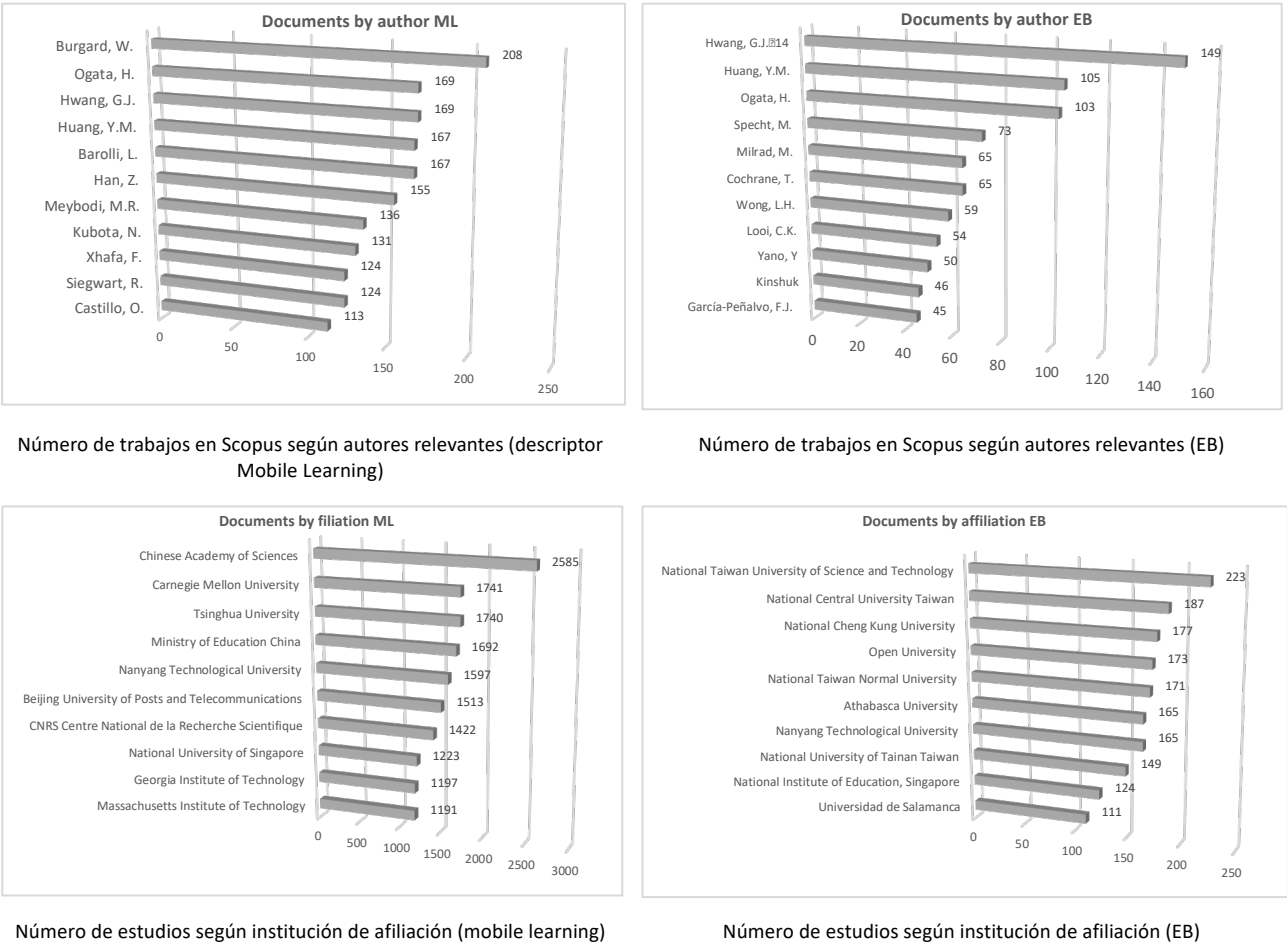 Documents by author ML
Burgard, W. 208
Ogata, H. 169
Hwang, G.J. 169
Huang, Y.M. 167
Barolli, L. 167
Han, Z. 155
Meybodi, M.R. 136
Kubota, N. 131
Xhafa, F. 124
Siegwart, R. 124
Castillo, O. 113
0 50 100 150 200 250
Número de trabajos en Scopus según autores relevantes (descriptor
Mobile Learning)
Documents by author EB
Hwang, G.J.⍰14 149
Huang, Y.M. 105
Ogata, H. 103
Specht, M. 73
Milrad, M. 65
Cochrane, T. 65
Wong, L.H. 59
Looi, C.K. 54
Yano, Y 50
Kinshuk 46
García-Peñalvo, F.J. 45
0 20 40 60 80 100 120 140 160
Número de trabajos en Scopus según autores relevantes (EB)
Documents by filiation ML
Chinese Academy of Sciences 2585
Carnegie Mellon University 1741
Tsinghua University 1740
Ministry of Education China 1692
Nanyang Technological University 1597
Beijing University of Posts and Telecommunications 1513
CNRS Centre National de la Recherche Scientifique 1422
National University of Singapore 1223
Georgia Institute of Technology 1197
Massachusetts Institute of Technology 1191
0 500 1000 1500 2000 2500 3000
Número de estudios según institución de afiliación (mobile learning)
Documents by affiliation EB
National Taiwan University of Science and Technology 223
National Central University Taiwan 187
National Cheng Kung University 177
Open University 173
National Taiwan Normal University 171
Athabasca University 165
Nanyang Technological University 165
National University of Tainan Taiwan 149
National Institute of Education, Singapore 124
Universidad de Salamanca 111
0 50 100 150 200 250
Número de estudios según institución de afiliación (EB)